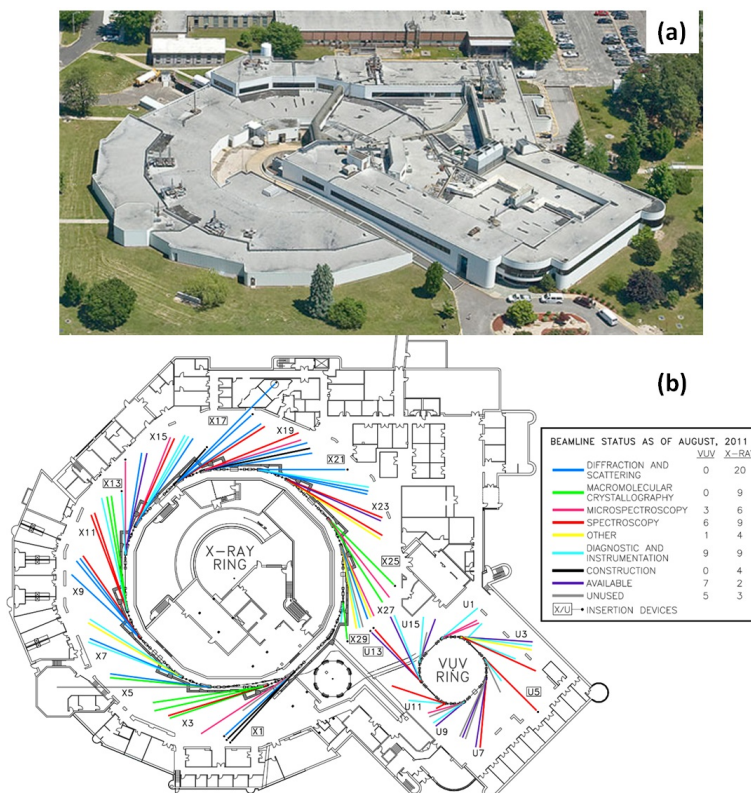 (a)
(b)
X17
X15
X19
X21
X13
X23
X11
X-RAY
RING
X25
X9
X27
X29
U15
U1
U13
U3
X7
VUV
RING
X5
U5
U11
X3
X1
U9
U7
BEAMLINE STATUS AS OF AUGUST, 2011
VUV X-RAY
DIFFRACTION AND
SCATTERING 0 20
MACROMOLECULAR
CRYSTALLOGRAPHY 0 9
MICROSPECTROSCOPY 3 6
SPECTROSCOPY 6 9
OTHER 1 4
DIAGNOSTIC AND
INSTRUMENTATION 9 9
CONSTRUCTION 0 4
AVAILABLE 7 2
UNUSED 5 3
X/U INSERTION DEVICES